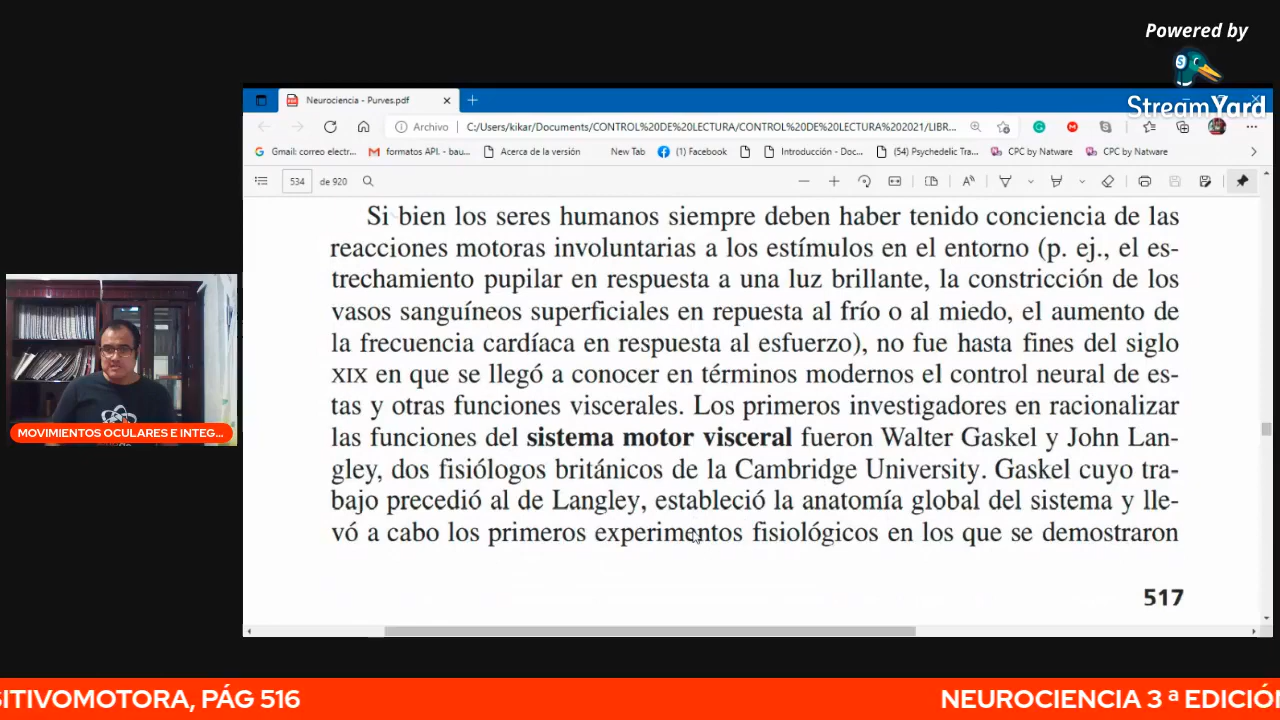 Powered by
StreamYard
Neurociencia - Purves.pdf
Archivo C:/Users/kikar/Documents/CONTROL%20DE%20LECTURA/CONTROL%20DE%20LECTURA%202021/LIBR...
Gmail: correo electr... formatos APL - bau... Acerca de la versión New Tab (1) Facebook Introducción - Doc... (54) Psychedelic Tra... CPC by Natware CPC by Natware
534 de 920
Si bien los seres humanos siempre deben haber tenido conciencia de las
reacciones motoras involuntarias a los estímulos en el entorno (p. ej., el es-
trechamiento pupilar en respuesta a una luz brillante, la constricción de los
vasos sanguíneos superficiales en repuesta al frío o al miedo, el aumento de
la frecuencia cardíaca en respuesta al esfuerzo), no fue hasta fines del siglo
XIX en que se llegó a conocer en términos modernos el control neural de es-
tas y otras funciones viscerales. Los primeros investigadores en racionalizar
las funciones del sistema motor visceral fueron Walter Gaskel y John Lan-
gley, dos fisiólogos británicos de la Cambridge University. Gaskel cuyo tra-
bajo precedió al de Langley, estableció la anatomía global del sistema y lle-
vó a cabo los primeros experimentos fisiológicos en los que se demostraron
517
MOVIMIENTOS OCULARES E INTEG...
SITIVOMOTORA, PÁG 516
NEUROCIENCIA 3 ª EDICIÓN